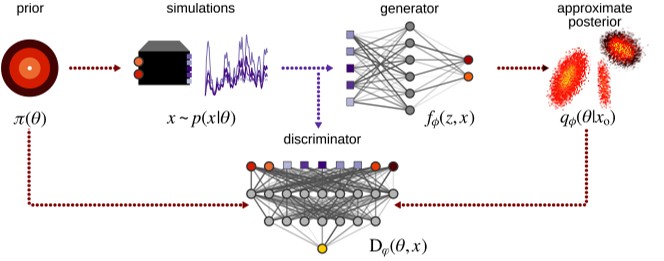 prior
simulations
generator
approximate
posterior
π(θ)
x ~ p(x|θ)
f_ϕ(z, x)
q_ϕ(θ|x_o)
discriminator
D_φ(θ, x)